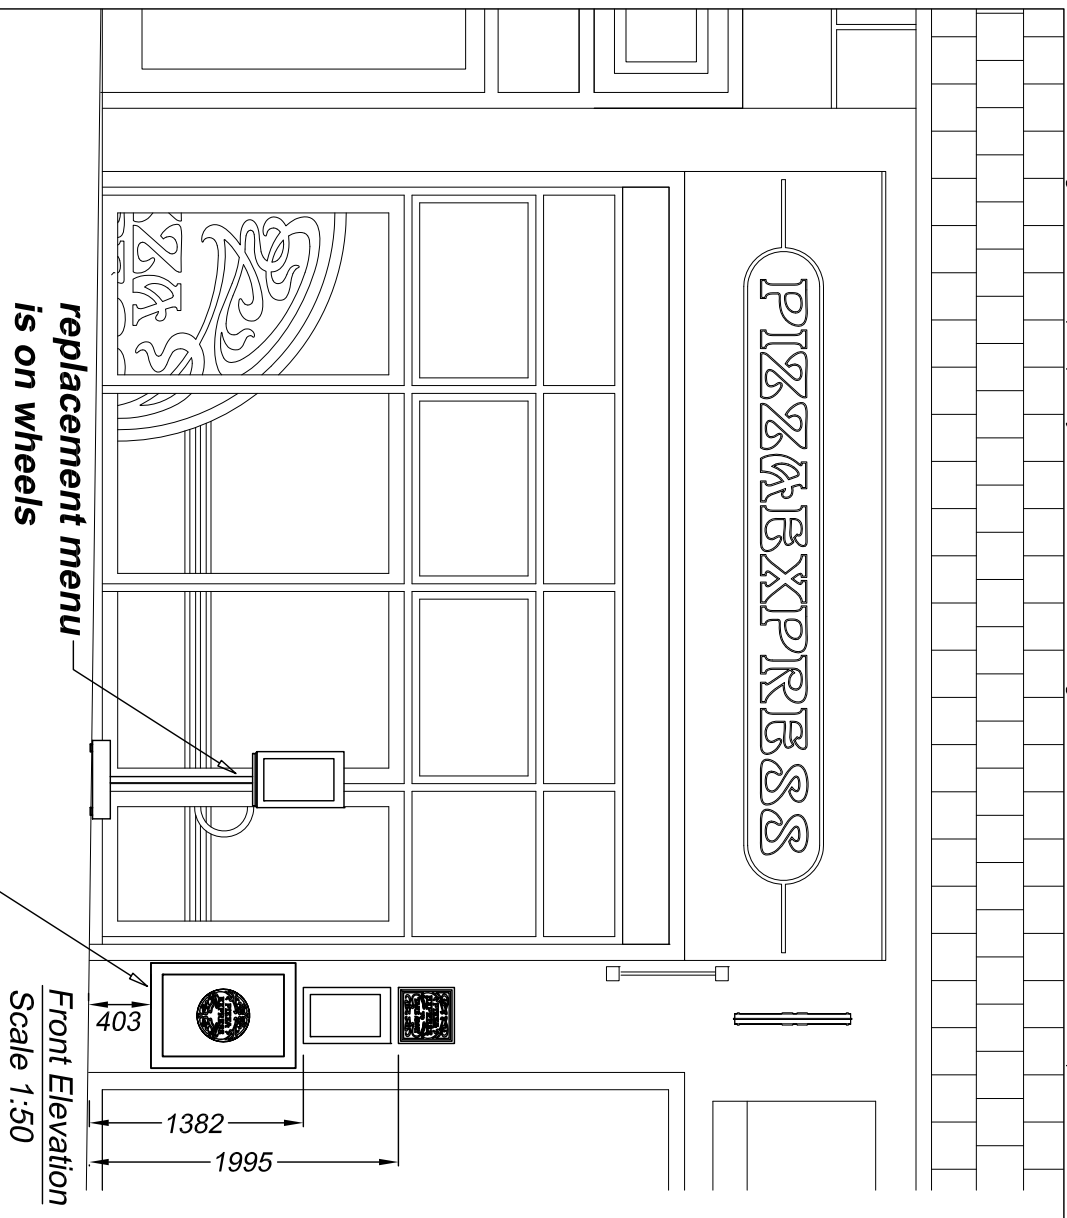 PIZZAEXPRESS
replacement menu
is on wheels
403
1382
1995
Front Elevation
Scale 1:50